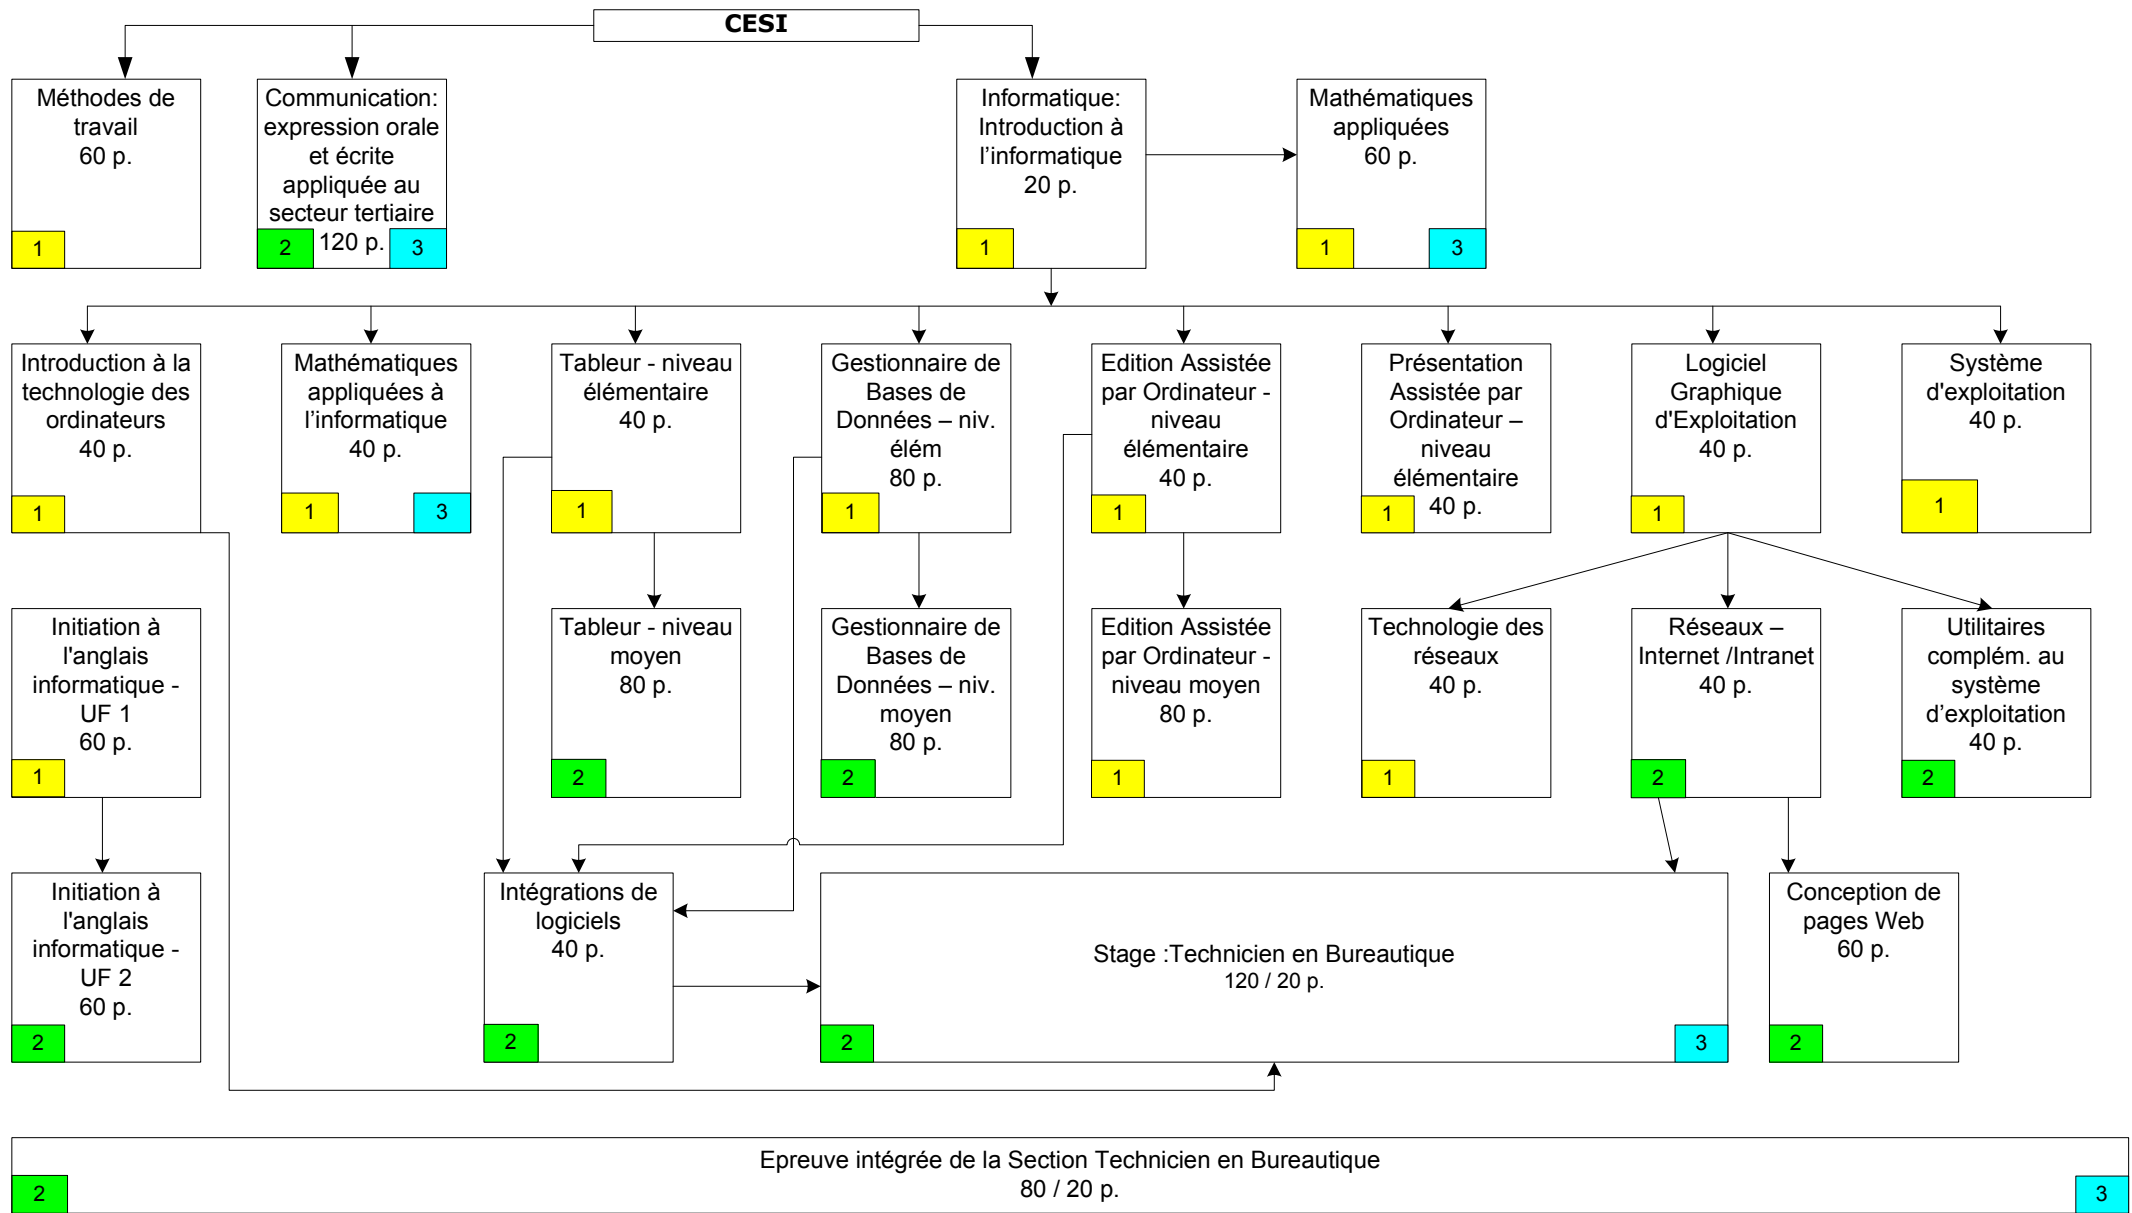 CESI
Méthodes de
travail
60 p.
1
Communication:
expression orale
et écrite
appliquée au
secteur tertiaire
120 p.
2
3
Informatique:
Introduction à
l'informatique
20 p.
1
Mathématiques
appliquées
60 p.
1
3
Introduction à la
technologie des
ordinateurs
40 p.
1
Mathématiques
appliquées à
l'informatique
40 p.
1
3
Tableur - niveau
élémentaire
40 p.
1
Gestionnaire de
Bases de
Données – niv.
élém
80 p.
1
Edition Assistée
par Ordinateur -
niveau
élémentaire
40 p.
1
Présentation
Assistée par
Ordinateur –
niveau
élémentaire
40 p.
1
Logiciel
Graphique
d'Exploitation
40 p.
1
Système
d'exploitation
40 p.
1
Initiation à
l'anglais
informatique -
UF 1
60 p.
1
Tableur - niveau
moyen
80 p.
2
Gestionnaire de
Bases de
Données – niv.
moyen
80 p.
2
Edition Assistée
par Ordinateur -
niveau moyen
80 p.
1
Technologie des
réseaux
40 p.
1
Réseaux –
Internet /Intranet
40 p.
2
Utilitaires
complém. au
système
d'exploitation
40 p.
2
Initiation à
l'anglais
informatique -
UF 2
60 p.
2
Intégrations de
logiciels
40 p.
2
Stage :Technicien en Bureautique
120 / 20 p.
2
3
Conception de
pages Web
60 p.
2
Epreuve intégrée de la Section Technicien en Bureautique
80 / 20 p.
2
3